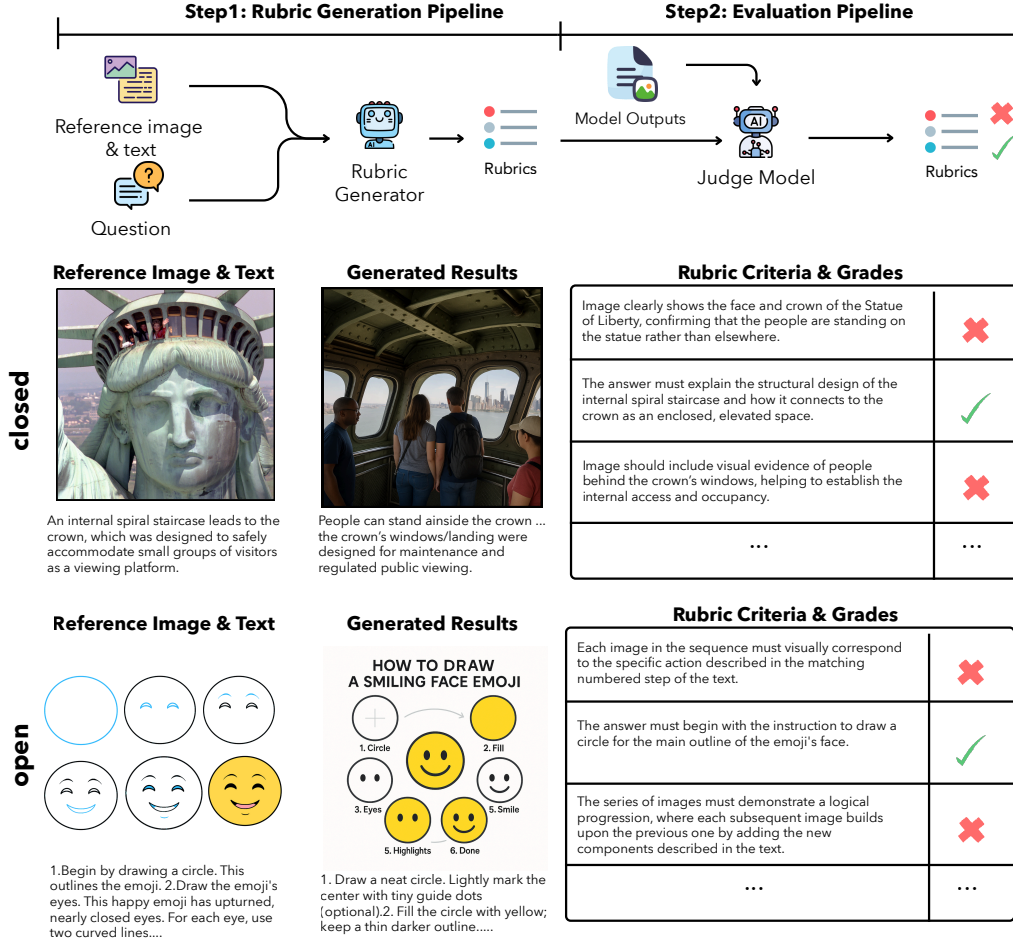 Step1: Rubric Generation Pipeline
Step2: Evaluation Pipeline
Reference image
& text
Question
AI
Rubric
Generator
Rubrics
Model Outputs
AI
Judge Model
Rubrics
Reference Image & Text
Generated Results
Rubric Criteria & Grades
closed
An internal spiral staircase leads to the
crown, which was designed to safely
accommodate small groups of visitors
as a viewing platform.
People can stand ainside the crown ...
the crown's windows/landing were
designed for maintenance and
regulated public viewing.
Image clearly shows the face and crown of the Statue
of Liberty, confirming that the people are standing on
the statue rather than elsewhere.
The answer must explain the structural design of the
internal spiral staircase and how it connects to the
crown as an enclosed, elevated space.
Image should include visual evidence of people
behind the crown's windows, helping to establish the
internal access and occupancy.
...
...
Reference Image & Text
Generated Results
Rubric Criteria & Grades
open
1.Begin by drawing a circle. This
outlines the emoji. 2.Draw the emoji's
eyes. This happy emoji has upturned,
nearly closed eyes. For each eye, use
two curved lines....
HOW TO DRAW
A SMILING FACE EMOJI
1. Circle
2. Fill
3. Eyes
5. Smile
5. Highlights
6. Done
1. Draw a neat circle. Lightly mark the
center with tiny guide dots
(optional).2. Fill the circle with yellow;
keep a thin darker outline.....
Each image in the sequence must visually correspond
to the specific action described in the matching
numbered step of the text.
The answer must begin with the instruction to draw a
circle for the main outline of the emoji's face.
The series of images must demonstrate a logical
progression, where each subsequent image builds
upon the previous one by adding the new
components described in the text.
...
...